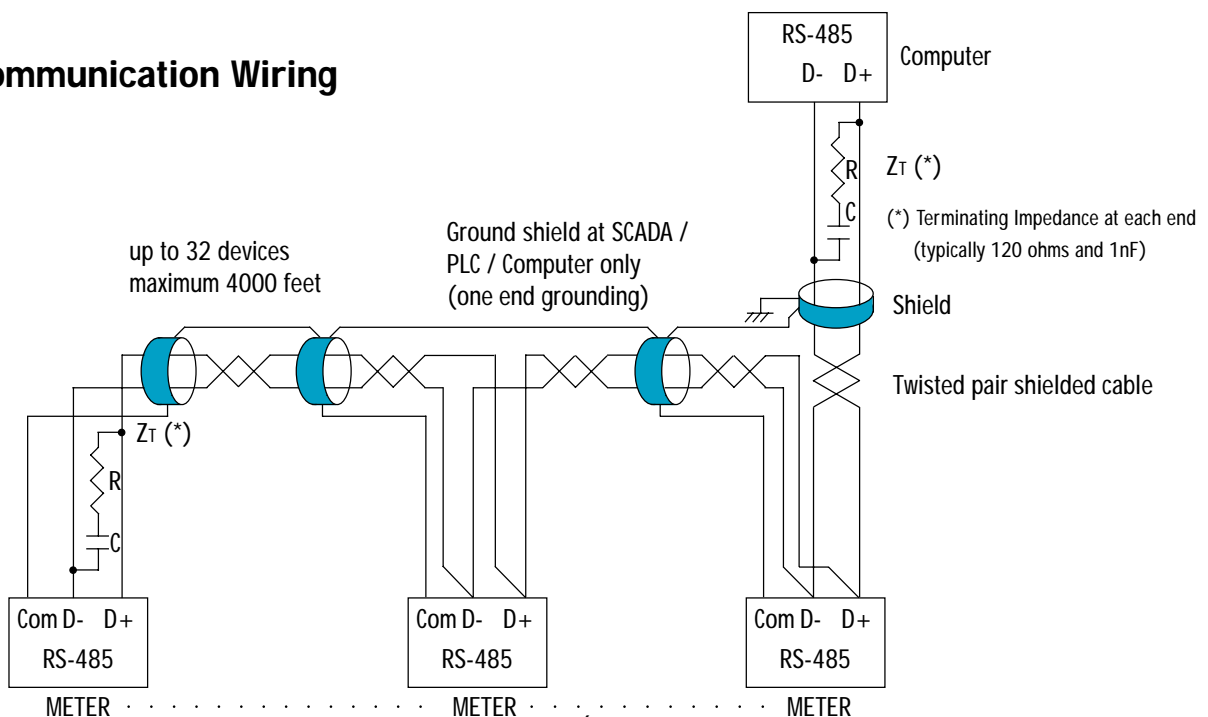 ommunication Wiring
RS-485
D- D+
Computer
R
C
ZT (*)
(*) Terminating Impedance at each end
(typically 120 ohms and 1nF)
up to 32 devices
maximum 4000 feet
Ground shield at SCADA /
PLC / Computer only
(one end grounding)
Shield
Twisted pair shielded cable
ZT (*)
R
C
Com D- D+
RS-485
METER
Com D- D+
RS-485
METER
Com D- D+
RS-485
METER